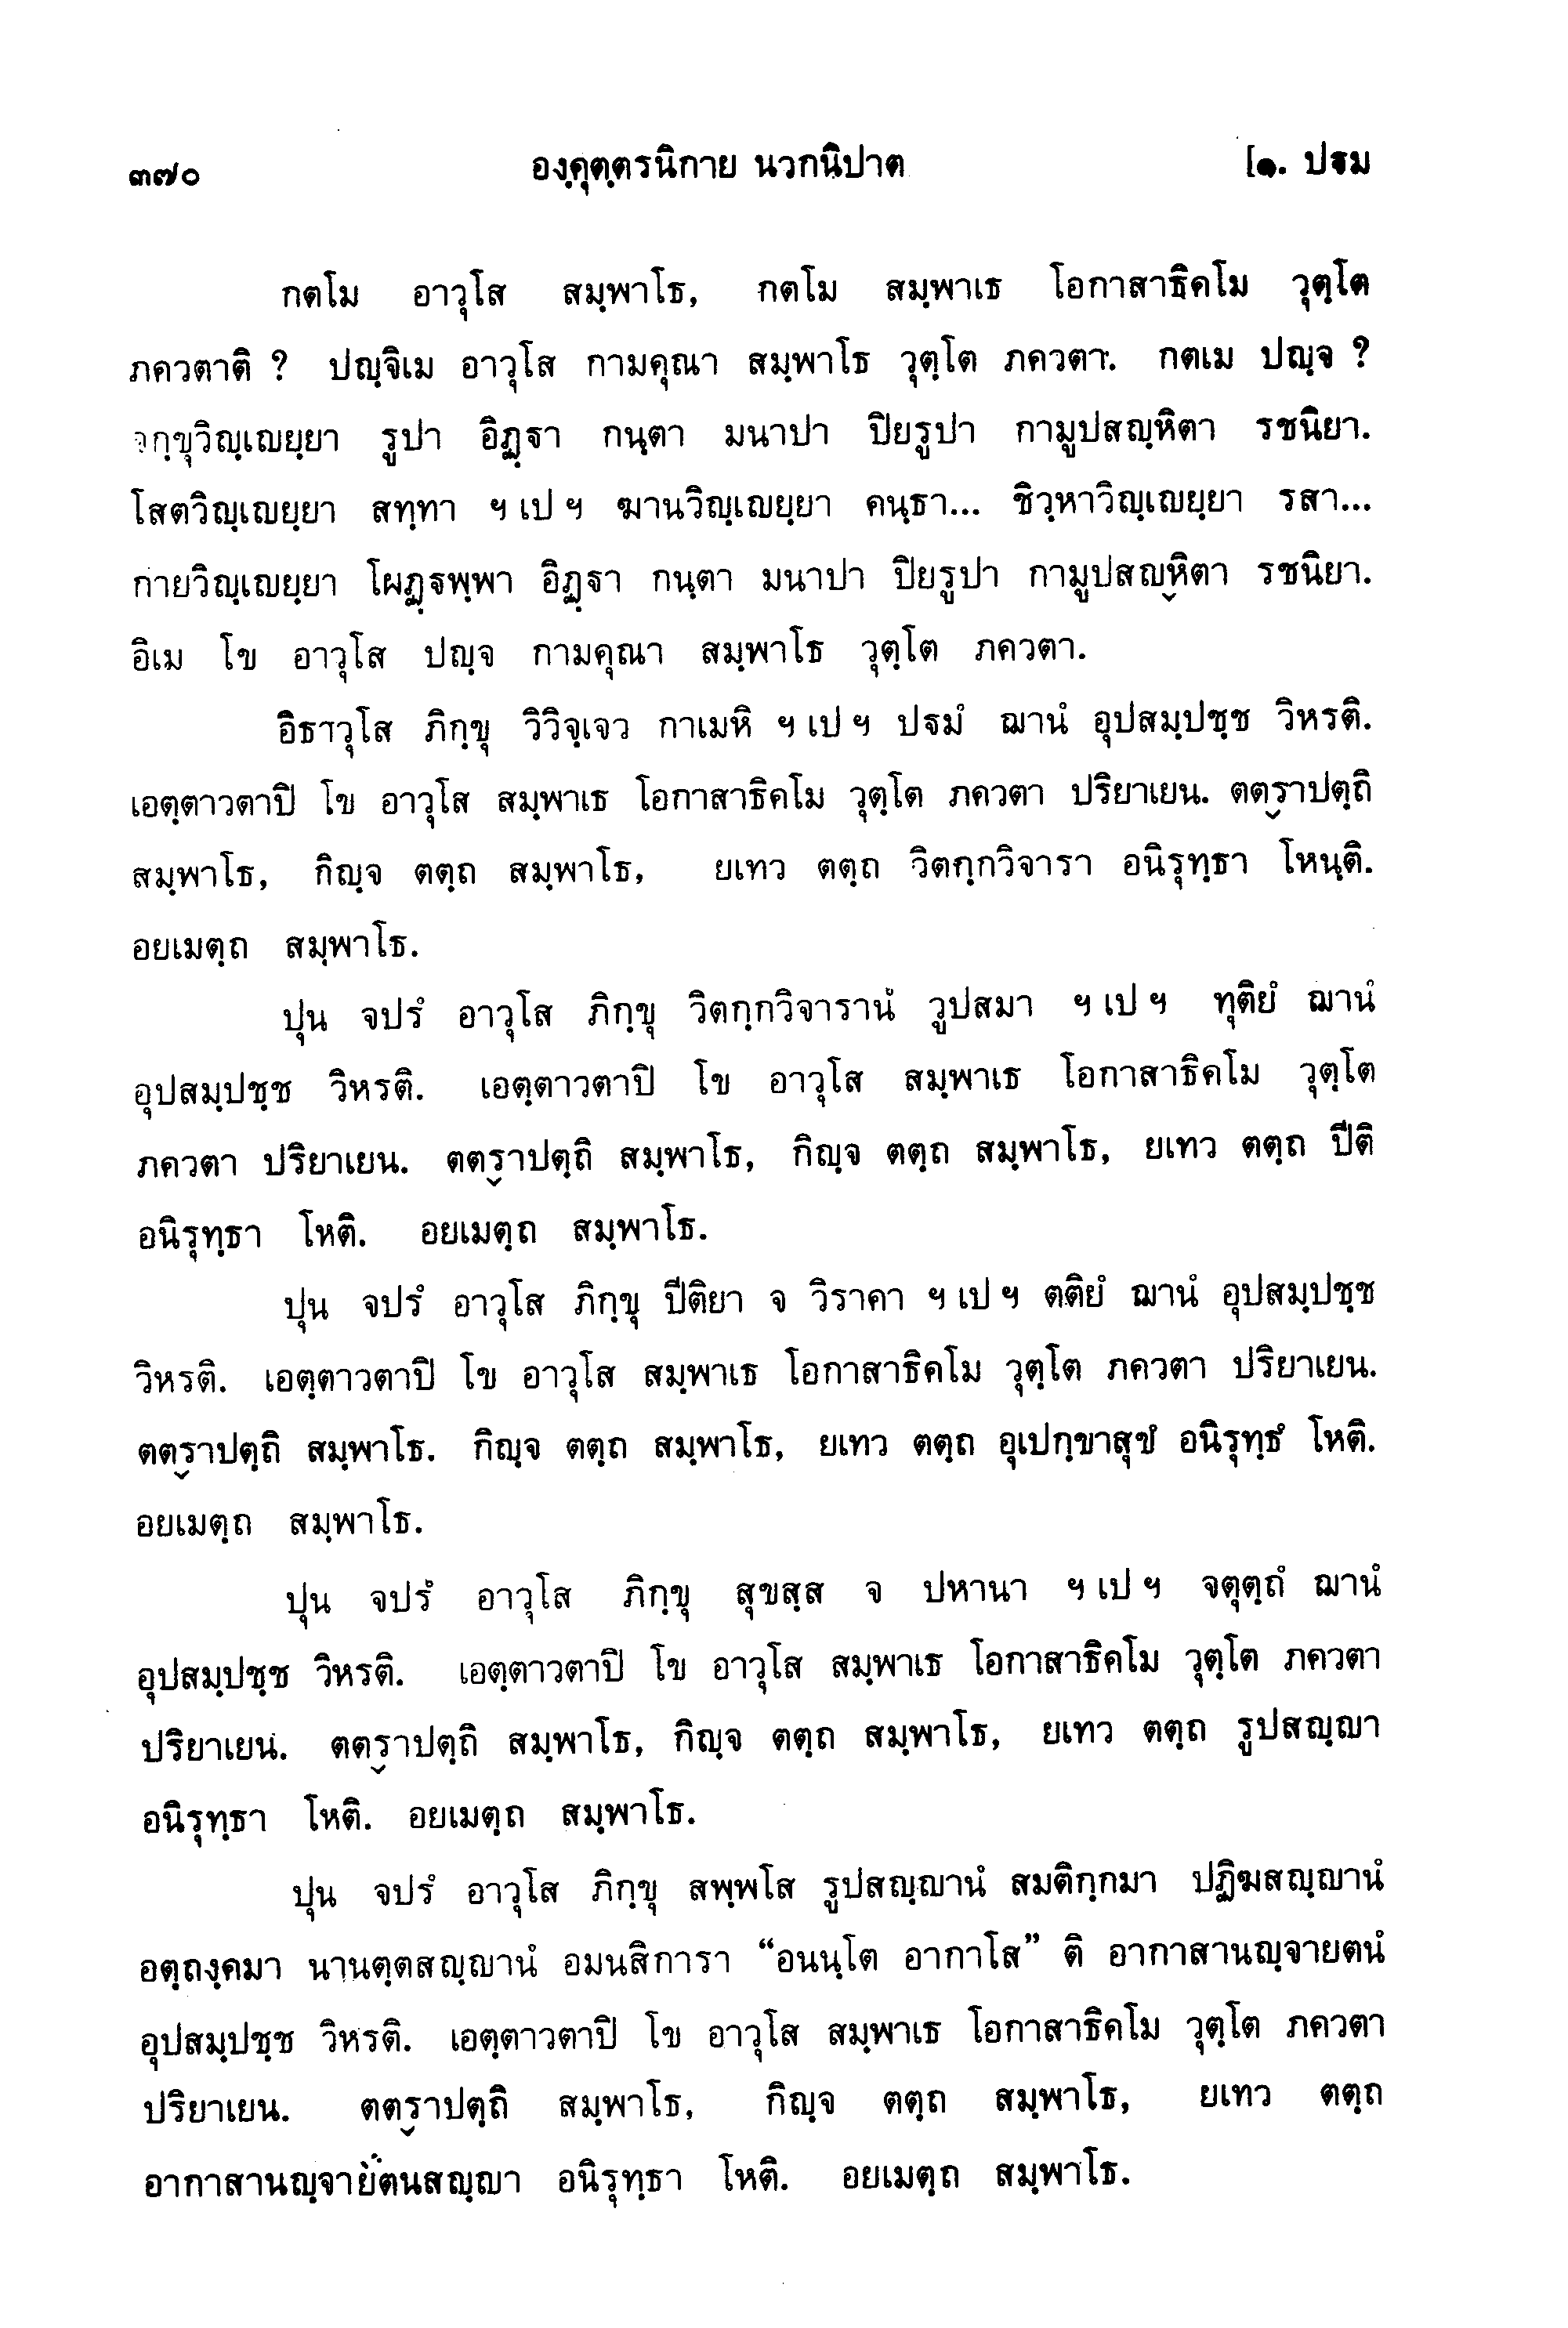 ๓๗๐ องฺคุตฺตรนิกาย นวกนิปาต [๑. ปฐม
กตโม อาวุโส สมฺพาโธ, กตโม สมฺพาเธ โอกาสาธิคโม วุตฺโต
ภควตาติ ? ปญฺจิเม อาวุโส กามคุณา สมฺพาโธ วุตฺโต ภควตา. กตเม ปญฺจ ?
จกฺขุวิญฺเญยฺยา รูปา อิฏฺฐา กนฺตา มนาปา ปิยรูปา กามูปสญฺหิตา รชนิยา.
โสตวิญฺเญยฺยา สทฺทา ฯ เป ฯ ฆานวิญฺเญยฺยา คนฺธา... ชิวฺหาวิญฺเญยฺยา รสา...
กายวิญฺเญยฺยา โผฏฺฐพฺพา อิฏฺฐา กนฺตา มนาปา ปิยรูปา กามูปสญฺหิตา รชนิยา.
อิเม โข อาวุโส ปญฺจ กามคุณา สมฺพาโธ วุตฺโต ภควตา.
อิธาวุโส ภิกฺขุ วิวิจฺเจว กาเมหิ ฯ เป ฯ ปฐมํ ฌานํ อุปสมฺปชฺช วิหรติ.
เอตฺตาวตาปิ โข อาวุโส สมฺพาเธ โอกาสาธิคโม วุตฺโต ภควตา ปริยาเยน. ตตฺราปตฺถิ
สมฺพาโธ, กิญฺจ ตตฺถ สมฺพาโธ, ยเทว ตตฺถ วิตกฺกวิจารา อนิรุทฺธา โหนฺติ.
อยเมตฺถ สมฺพาโธ.
ปุน จปรํ อาวุโส ภิกฺขุ วิตกฺกวิจารานํ วูปสมา ฯ เป ฯ ทุติยํ ฌานํ
อุปสมฺปชฺช วิหรติ. เอตฺตาวตาปิ โข อาวุโส สมฺพาเธ โอกาสาธิคโม วุตฺโต
ภควตา ปริยาเยน. ตตฺราปตฺถิ สมฺพาโธ, กิญฺจ ตตฺถ สมฺพาโธ, ยเทว ตตฺถ ปีติ
อนิรุทฺธา โหติ. อยเมตฺถ สมฺพาโธ.
ปุน จปรํ อาวุโส ภิกฺขุ ปีติยา จ วิราคา ฯ เป ฯ ตติยํ ฌานํ อุปสมฺปชฺช
วิหรติ. เอตฺตาวตาปิ โข อาวุโส สมฺพาเธ โอกาสาธิคโม วุตฺโต ภควตา ปริยาเยน.
ตตฺราปตฺถิ สมฺพาโธ. กิญฺจ ตตฺถ สมฺพาโธ, ยเทว ตตฺถ อุเปกฺขาสุขํ อนิรุทฺธํ โหติ.
อยเมตฺถ สมฺพาโธ.
ปุน จปรํ อาวุโส ภิกฺขุ สุขสฺส จ ปหานา ฯ เป ฯ จตุตฺถํ ฌานํ
อุปสมฺปชฺช วิหรติ. เอตฺตาวตาปิ โข อาวุโส สมฺพาเธ โอกาสาธิคโม วุตฺโต ภควตา
ปริยาเยน. ตตฺราปตฺถิ สมฺพาโธ, กิญฺจ ตตฺถ สมฺพาโธ, ยเทว ตตฺถ รูปสญฺญา
อนิรุทฺธา โหติ. อยเมตฺถ สมฺพาโธ.
ปุน จปรํ อาวุโส ภิกฺขุ สพฺพโส รูปสญฺญานํ สมติกฺกมา ปฏิฆสญฺญานํ
อตฺถงฺคมา นานตฺตสญฺญานํ อมนสิการา “อนนฺโต อากาโส” ติ อากาสานญฺจายตนํ
อุปสมฺปชฺช วิหรติ. เอตฺตาวตาปิ โข อาวุโส สมฺพาเธ โอกาสาธิคโม วุตฺโต ภควตา
ปริยาเยน. ตตฺราปตฺถิ สมฺพาโธ, กิญฺจ ตตฺถ สมฺพาโธ, ยเทว ตตฺถ
อากาสานญฺจายตนสญฺญา อนิรุทฺธา โหติ. อยเมตฺถ สมฺพาโธ.